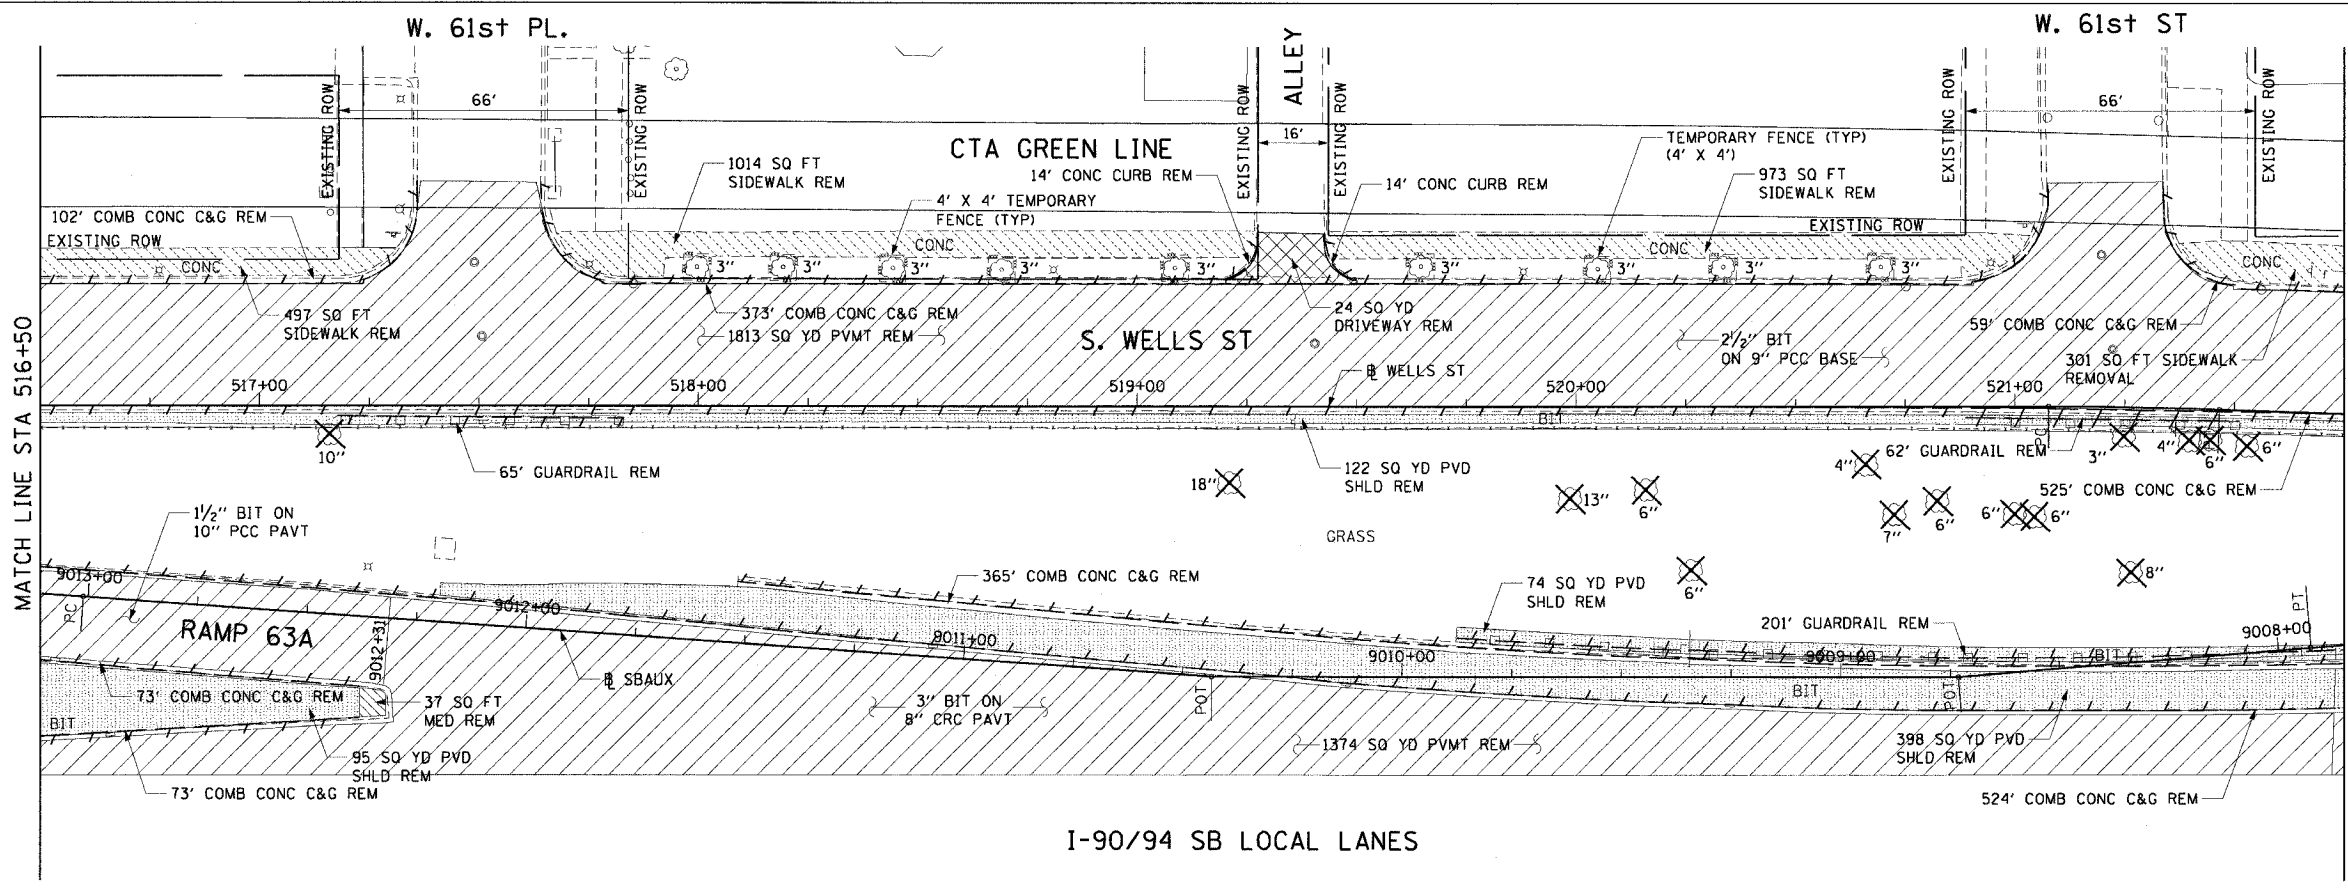 W. 61st PL.
W. 61st ST
ALLEY
EXISTING ROW
66'
EXISTING ROW
EXISTING ROW
16'
EXISTING ROW
EXISTING ROW
66'
EXISTING ROW
CTA GREEN LINE
1014 SQ FT
SIDEWALK REM
14' CONC CURB REM
14' CONC CURB REM
TEMPORARY FENCE (TYP)
(4' X 4')
973 SQ FT
SIDEWALK REM
4' X 4' TEMPORARY
FENCE (TYP)
102' COMB CONC C&G REM
EXISTING ROW
EXISTING ROW
CONC
CONC
CONC
CONC
3"
3"
3"
3"
3"
3"
3"
3"
3"
497 SQ FT
SIDEWALK REM
373' COMB CONC C&G REM
1813 SQ YD PVMT REM
S. WELLS ST
24 SQ YD
DRIVEWAY REM
2½" BIT
ON 9" PCC BASE
59' COMB CONC C&G REM
301 SQ FT SIDEWALK
REMOVAL
MATCH LINE STA 516+50
517+00
518+00
519+00
℄ WELLS ST
520+00
521+00
BIT
PC
10"
65' GUARDRAIL REM
18"
122 SQ YD PVD
SHLD REM
13"
6"
4"
7"
6"
6"
6"
62' GUARDRAIL REM
3"
4"
6"
6"
525' COMB CONC C&G REM
GRASS
6"
8"
1½" BIT ON
10" PCC PAVT
9013+00
PC
RAMP 63A
9012+31
9012+00
365' COMB CONC C&G REM
9011+00
74 SQ YD PVD
SHLD REM
201' GUARDRAIL REM
9010+00
9009+00
BIT
9008+00
PT
73' COMB CONC C&G REM
37 SQ FT
MED REM
℄ SBAUX
BIT
3" BIT ON
8" CRC PAVT
POT
BIT
POT
1374 SQ YD PVMT REM
398 SQ YD PVD
SHLD REM
95 SQ YD PVD
SHLD REM
73' COMB CONC C&G REM
524' COMB CONC C&G REM
I-90/94 SB LOCAL LANES